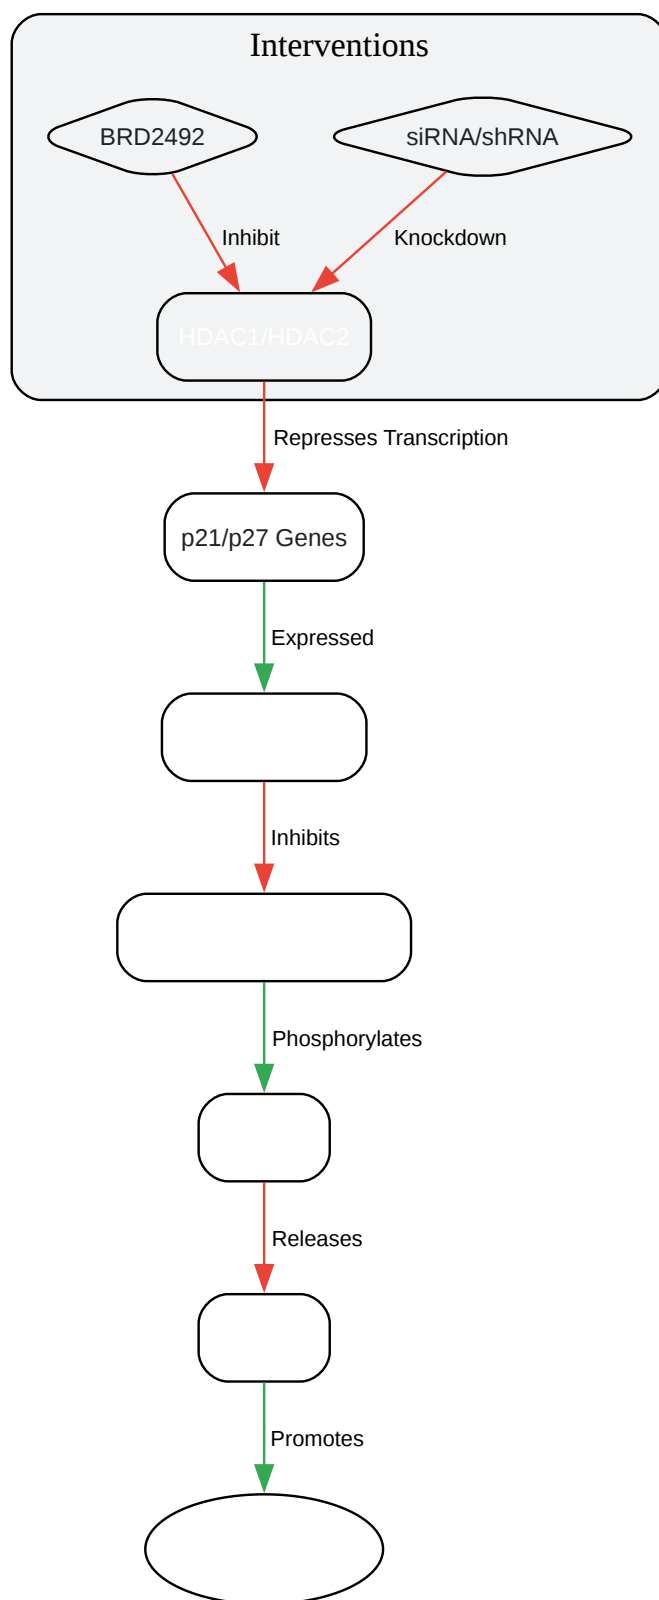 Interventions
BRD2492
siRNA/shRNA
Inhibit
Knockdown
HDAC1/HDAC2
Represses Transcription
p21/p27 Genes
Expressed
Inhibits
Phosphorylates
Releases
Promotes